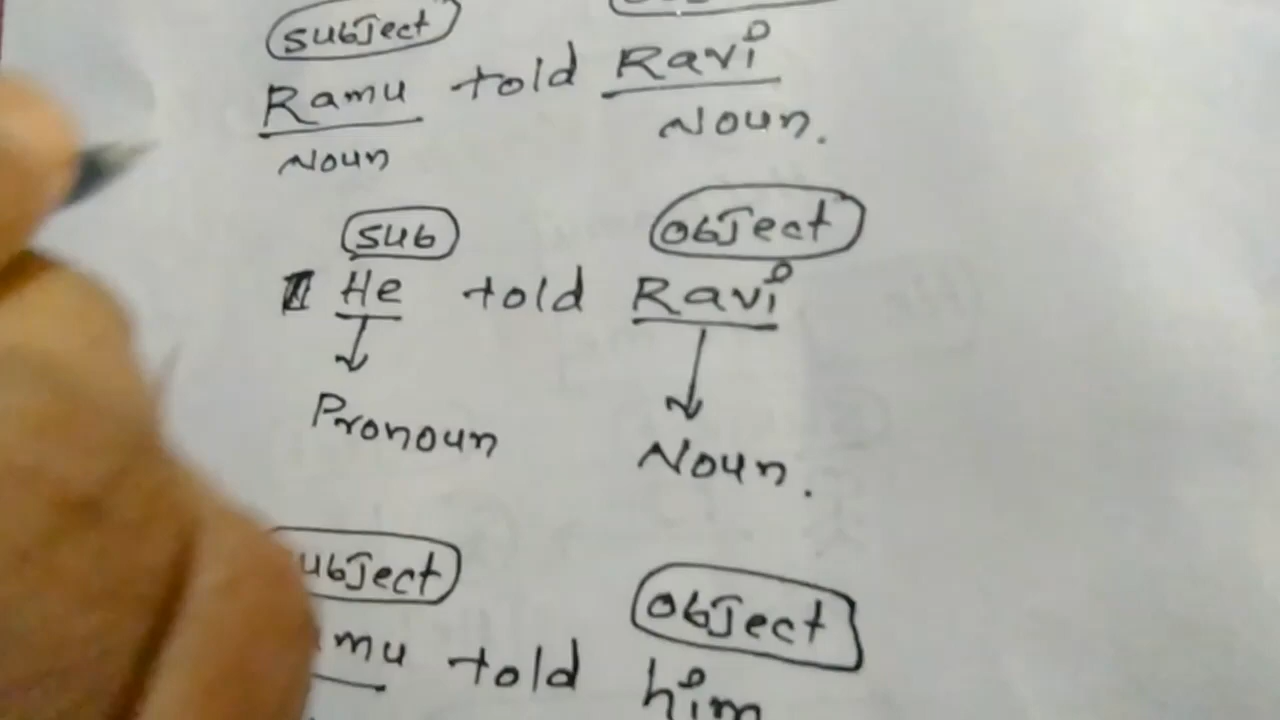 subject
Ramu told Ravi
Noun Noun.
sub object
He told Ravi
Pronoun Noun.
ubject object
mu told him